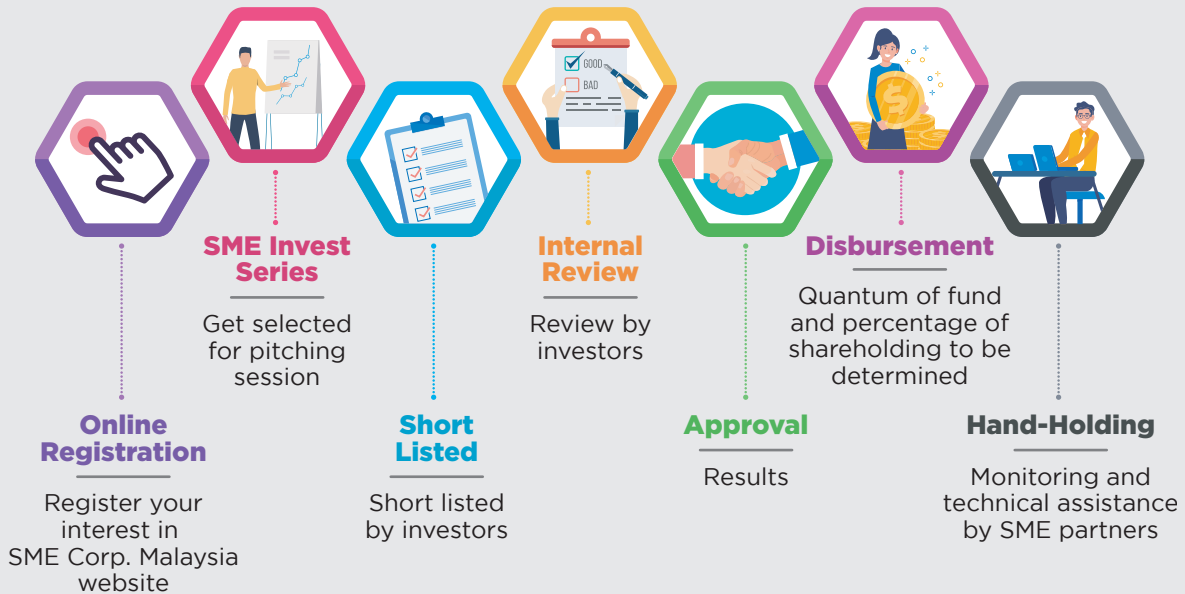 Online
Registration
Register your
interest in
SME Corp. Malaysia
website
SME Invest
Series
Get selected
for pitching
session
Short
Listed
Short listed
by investors
GOOD
BAD
Internal
Review
Review by
investors
Approval
Results
$
Disbursement
Quantum of fund
and percentage of
shareholding to be
determined
Hand-Holding
Monitoring and
technical assistance
by SME partners